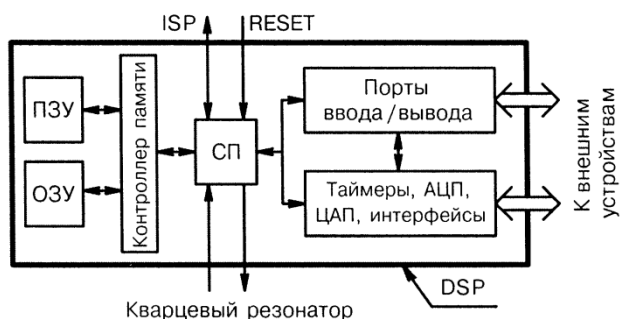 ISP
RESET
ПЗУ
ОЗУ
Контроллер памяти
СП
Порты
ввода/вывода
Таймеры, АЦП,
ЦАП, интерфейсы
К внешним
устройствам
DSP
Кварцевый резонатор